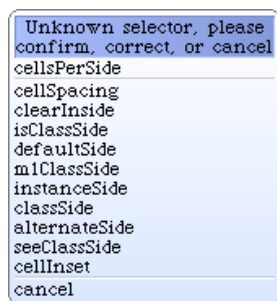 Unknown selector, please
confirm, correct, or cancel
cellsPerSide
cellSpacing
clearInside
isClassSide
defaultSide
m1ClassSide
instanceSide
classSide
alternateSide
seeClassSide
cellInset
cancel